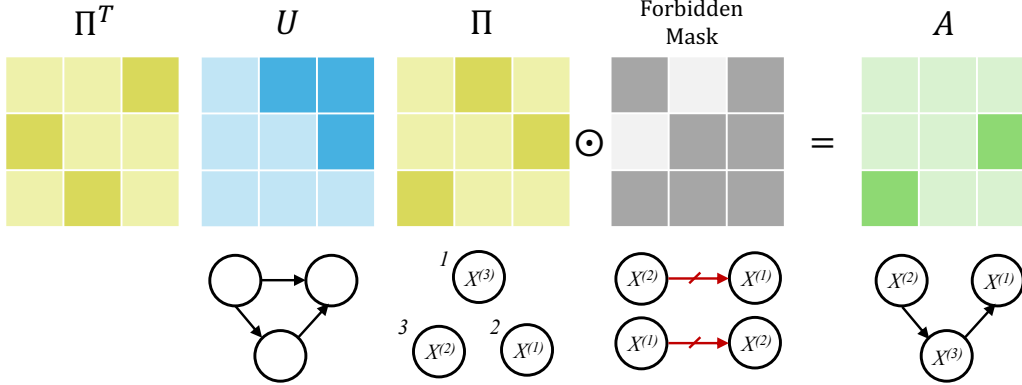 Π^T U Π Forbidden Mask A
⊙ =
1 X^(3)
3 X^(2) 2 X^(1)
X^(2) X^(1)
X^(1) X^(2)
X^(2) X^(1)
X^(3)